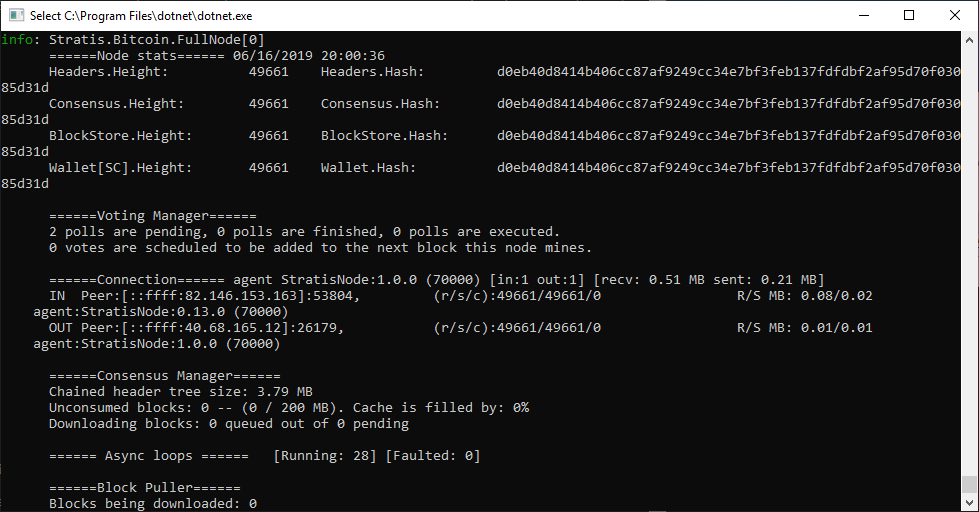 Select C:\Program Files\dotnet\dotnet.exe
info: Stratis.Bitcoin.FullNode[0]
======Node stats====== 06/16/2019 20:00:36
Headers.Height: 49661 Headers.Hash: d0eb40d8414b406cc87af9249cc34e7bf3feb137fdfdbf2af95d70f030
85d31d
Consensus.Height: 49661 Consensus.Hash: d0eb40d8414b406cc87af9249cc34e7bf3feb137fdfdbf2af95d70f030
85d31d
BlockStore.Height: 49661 BlockStore.Hash: d0eb40d8414b406cc87af9249cc34e7bf3feb137fdfdbf2af95d70f030
85d31d
Wallet[SC].Height: 49661 Wallet.Hash: d0eb40d8414b406cc87af9249cc34e7bf3feb137fdfdbf2af95d70f030
85d31d
======Voting Manager======
2 polls are pending, 0 polls are finished, 0 polls are executed.
0 votes are scheduled to be added to the next block this node mines.
======Connection====== agent StratisNode:1.0.0 (70000) [in:1 out:1] [recv: 0.51 MB sent: 0.21 MB]
IN Peer:[::ffff:82.146.153.163]:53804, (r/s/c):49661/49661/0 R/S MB: 0.08/0.02
agent:StratisNode:0.13.0 (70000)
OUT Peer:[::ffff:40.68.165.12]:26179, (r/s/c):49661/49661/0 R/S MB: 0.01/0.01
agent:StratisNode:1.0.0 (70000)
======Consensus Manager======
Chained header tree size: 3.79 MB
Unconsumed blocks: 0 -- (0 / 200 MB). Cache is filled by: 0%
Downloading blocks: 0 queued out of 0 pending
====== Async loops ====== [Running: 28] [Faulted: 0]
======Block Puller======
Blocks being downloaded: 0